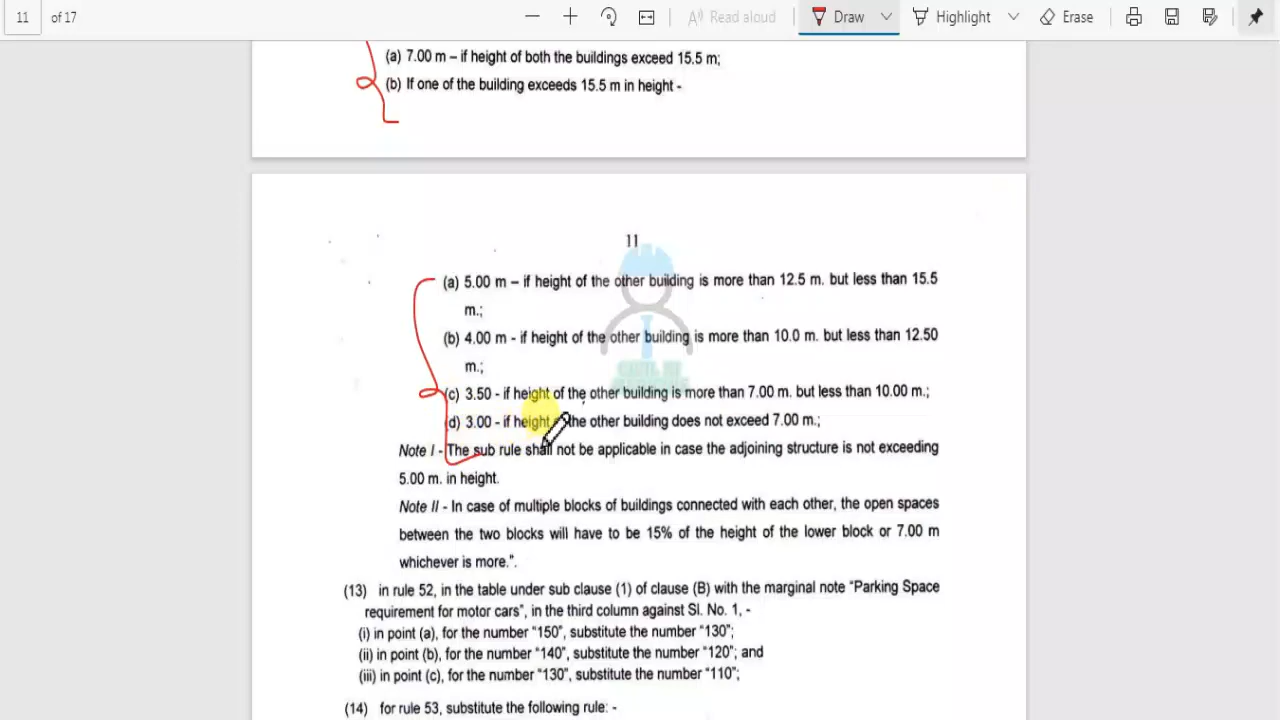 11 of 17
Read aloud
Draw
Highlight
Erase
(a) 7.00 m – if height of both the buildings exceed 15.5 m;
(b) If one of the building exceeds 15.5 m in height -
11
(a) 5.00 m – if height of the other building is more than 12.5 m. but less than 15.5
m.;
(b) 4.00 m - if height of the other building is more than 10.0 m. but less than 12.50
m.;
(c) 3.50 - if height of the other building is more than 7.00 m. but less than 10.00 m.;
(d) 3.00 - if height the other building does not exceed 7.00 m.;
Note I - The sub rule shall not be applicable in case the adjoining structure is not exceeding
5.00 m. in height.
Note II - In case of multiple blocks of buildings connected with each other, the open spaces
between the two blocks will have to be 15% of the height of the lower block or 7.00 m
whichever is more.".
(13) in rule 52, in the table under sub clause (1) of clause (B) with the marginal note "Parking Space
requirement for motor cars", in the third column against Sl. No. 1, -
(i) in point (a), for the number "150", substitute the number "130";
(ii) in point (b), for the number "140", substitute the number "120"; and
(iii) in point (c), for the number "130", substitute the number "110";
(14) for rule 53, substitute the following rule: -